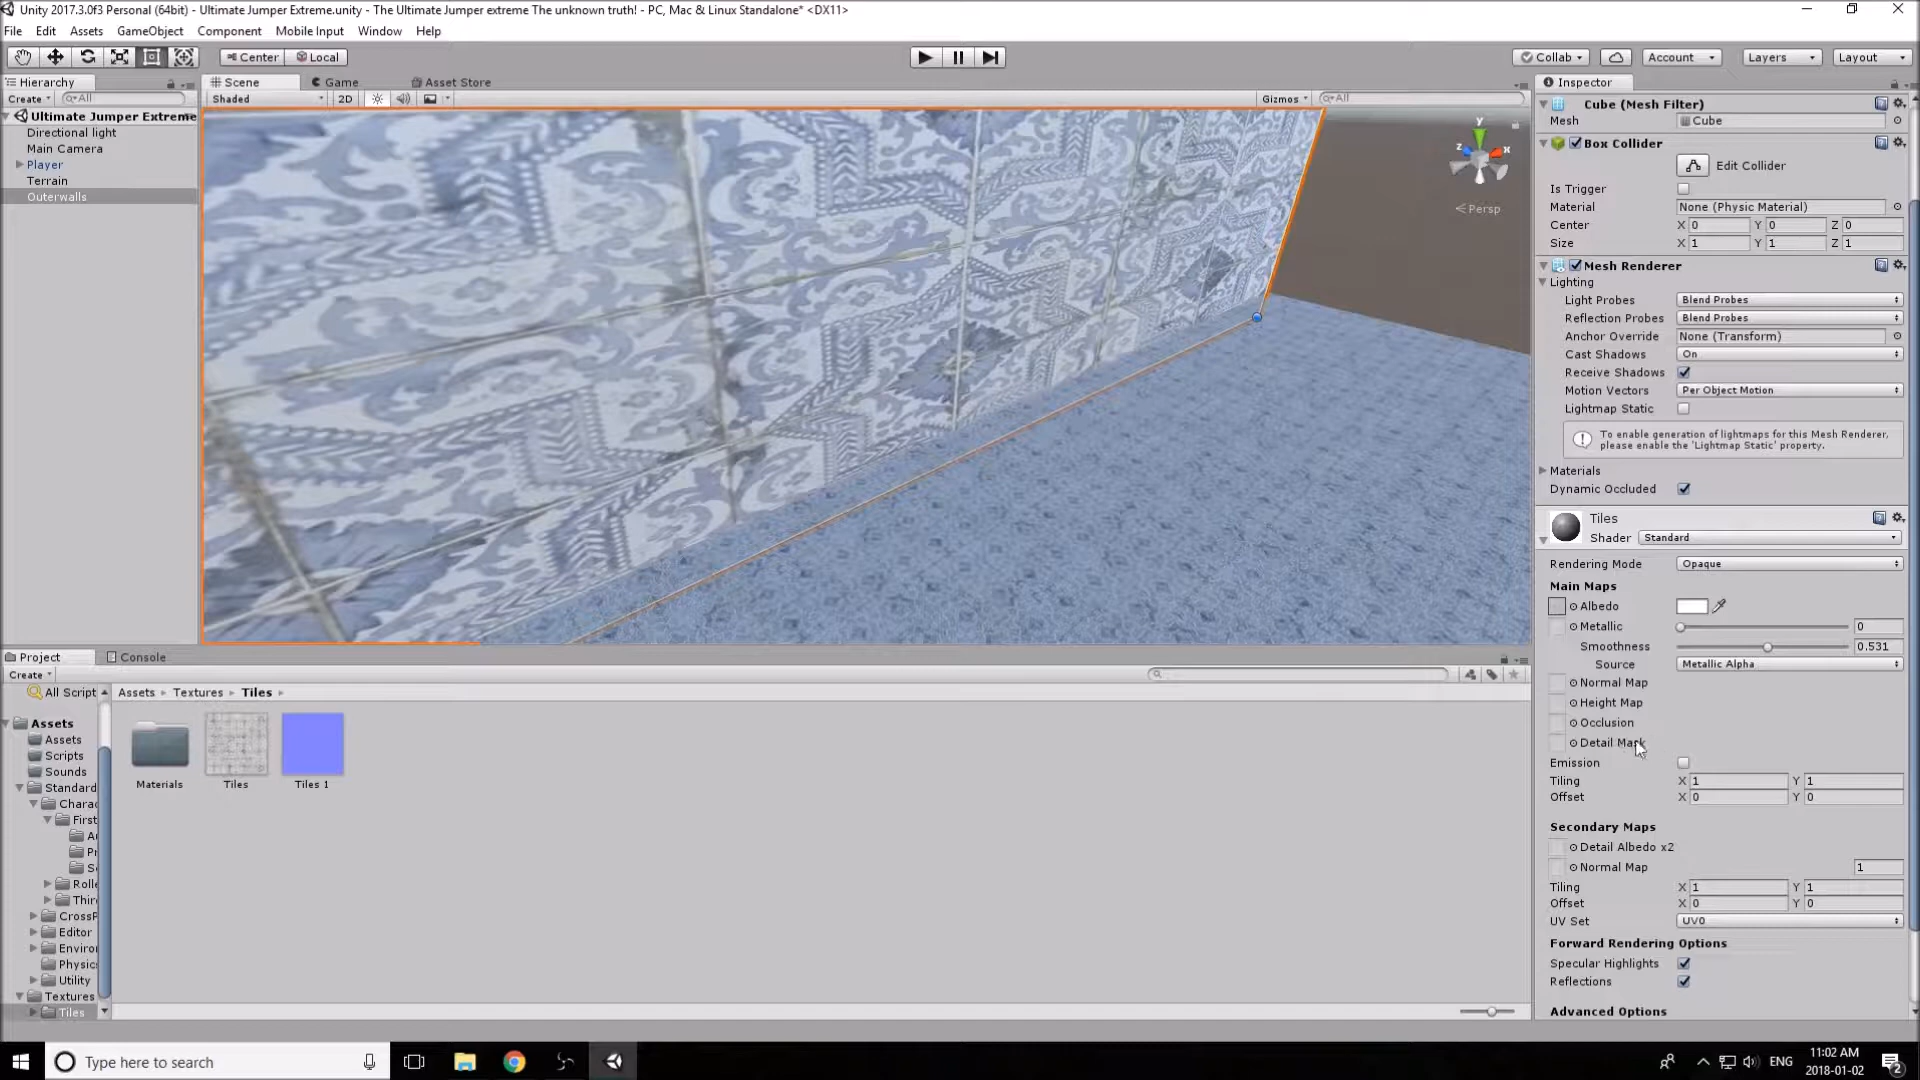 Unity 2017.3.0f3 Personal (64bit) - Ultimate Jumper Extreme.unity - The Ultimate Jumper extreme The unknown truth! - PC, Mac & Linux Standalone* <DX11>
File Edit Assets GameObject Component Mobile Input Window Help
Center Local Collab Account Layers Layout
Hierarchy Scene Game Asset Store Inspector
Create All Shaded 2D Gizmos All
Ultimate Jumper Extreme
Directional light
Main Camera
Player
Terrain
Outerwalls
y
z x
Persp
Cube (Mesh Filter)
Mesh Cube
Box Collider
Edit Collider
Is Trigger
Material None (Physic Material)
Center X 0 Y 0 Z 0
Size X 1 Y 1 Z 1
Mesh Renderer
Lighting
Light Probes Blend Probes
Reflection Probes Blend Probes
Anchor Override None (Transform)
Cast Shadows On
Receive Shadows
Motion Vectors Per Object Motion
Lightmap Static
To enable generation of lightmaps for this Mesh Renderer, please enable the 'Lightmap Static' property.
Materials
Dynamic Occluded
Tiles
Shader Standard
Rendering Mode Opaque
Main Maps
Albedo
Metallic 0
Smoothness 0.531
Source Metallic Alpha
Normal Map
Height Map
Occlusion
Detail Mask
Emission
Tiling X 1 Y 1
Offset X 0 Y 0
Secondary Maps
Detail Albedo x2
Normal Map 1
Tiling X 1 Y 1
Offset X 0 Y 0
UV Set UV0
Forward Rendering Options
Specular Highlights
Reflections
Advanced Options
Project Console
Create
All Script
Assets Textures Tiles
Assets
Assets
Scripts
Sounds
Standard
Charac
First
A
Pr
S
Rolle
Thir
CrossP
Editor
Enviro
Physic
Utility
Textures
Tiles
Materials Tiles Tiles 1
Type here to search
ENG
11:02 AM
2018-01-02
2